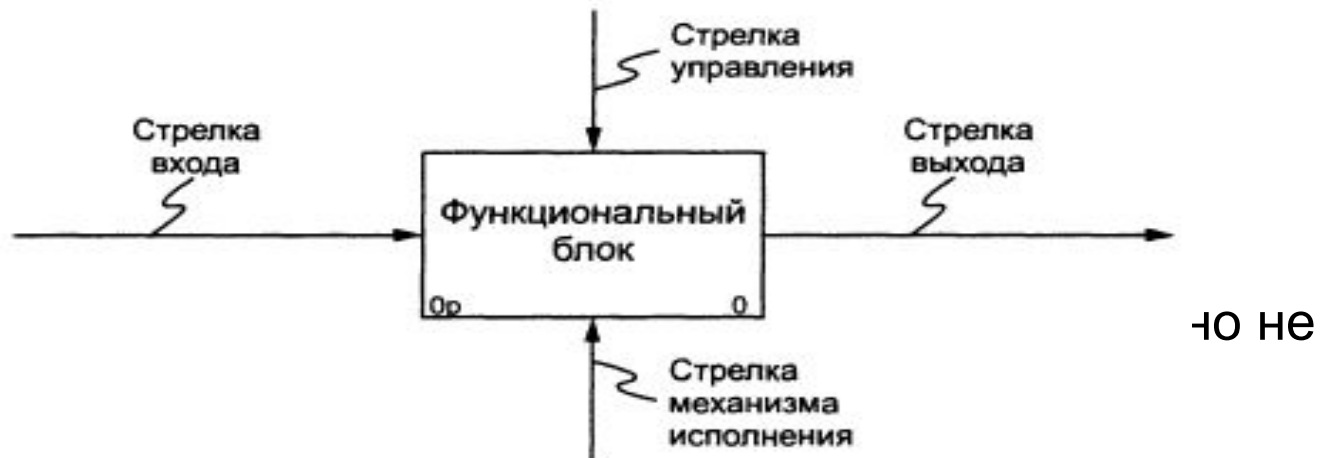 Стрелка
управления
Стрелка
входа
Стрелка
выхода
Функциональный
блок
0р 0
но не
Стрелка
механизма
исполнения